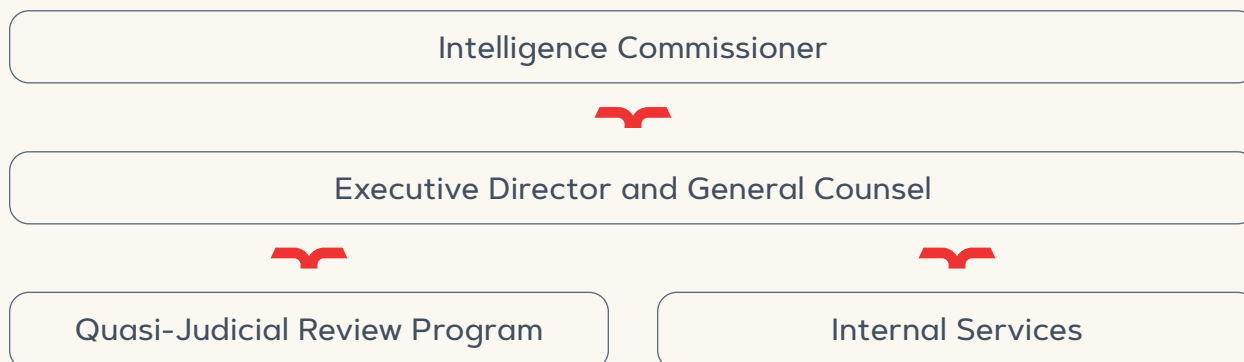 Intelligence Commissioner
Executive Director and General Counsel
Quasi-Judicial Review Program
Internal Services